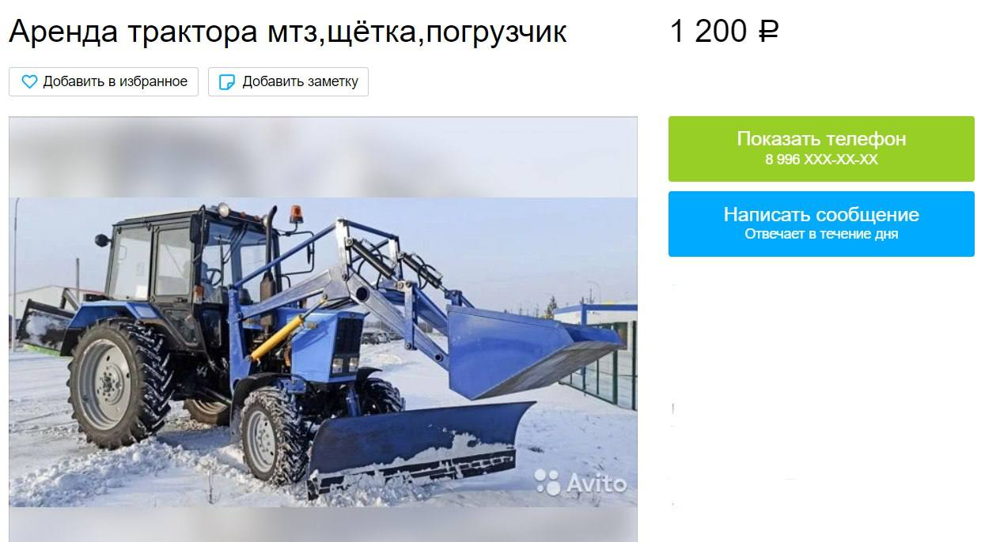 Аренда трактора мтз,щётка,погрузчик
1 200 ₽
Добавить в избранное
Добавить заметку
Показать телефон
8 996 XXX-XX-XX
Написать сообщение
Отвечает в течение дня
Avito